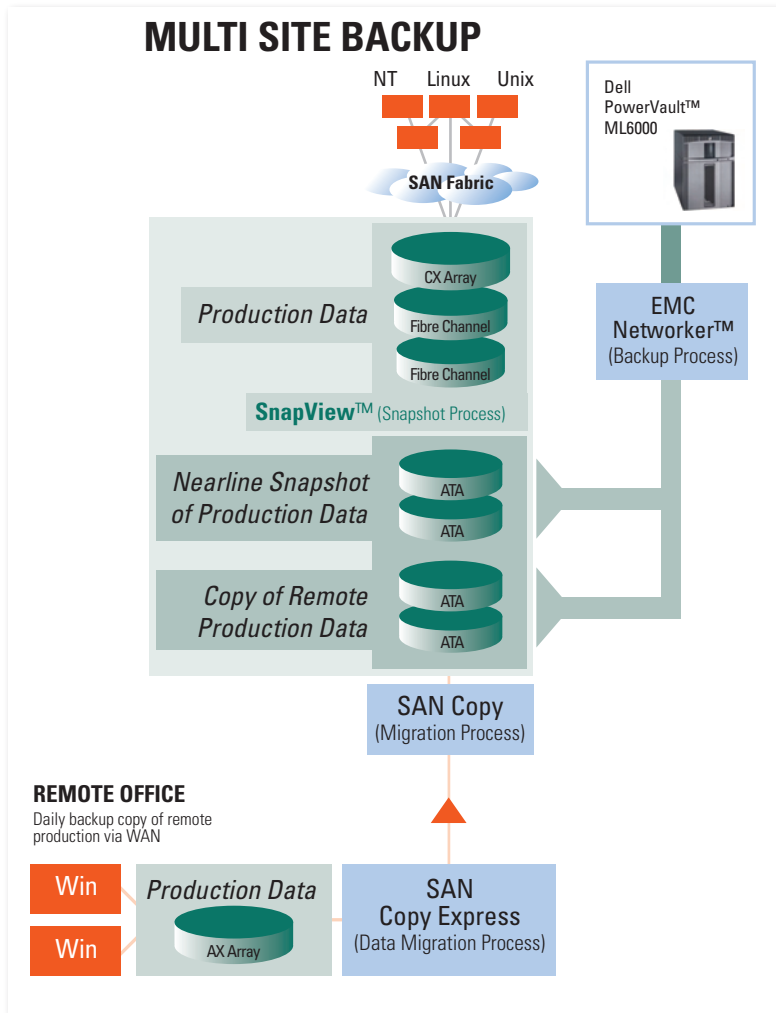 MULTI SITE BACKUP
NT Linux Unix
Dell
PowerVault™
ML6000
SAN Fabric
CX Array
Production Data
Fibre Channel
Fibre Channel
EMC
Networker™
(Backup Process)
SnapView™ (Snapshot Process)
Nearline Snapshot
of Production Data
ATA
ATA
Copy of Remote
Production Data
ATA
ATA
SAN Copy
(Migration Process)
REMOTE OFFICE
Daily backup copy of remote
production via WAN
Win
Win
Production Data
AX Array
SAN
Copy Express
(Data Migration Process)